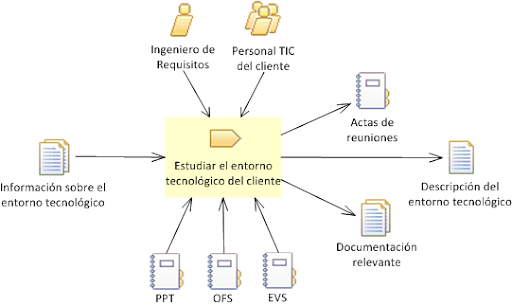 Ingeniero de
Requisitos
Personal TIC
del cliente
Actas de
reuniones
Estudiar el entorno
tecnológico del cliente
Información sobre el
entorno tecnológico
Descripción del
entorno tecnológico
Documentación
relevante
PPT
OFS
EVS